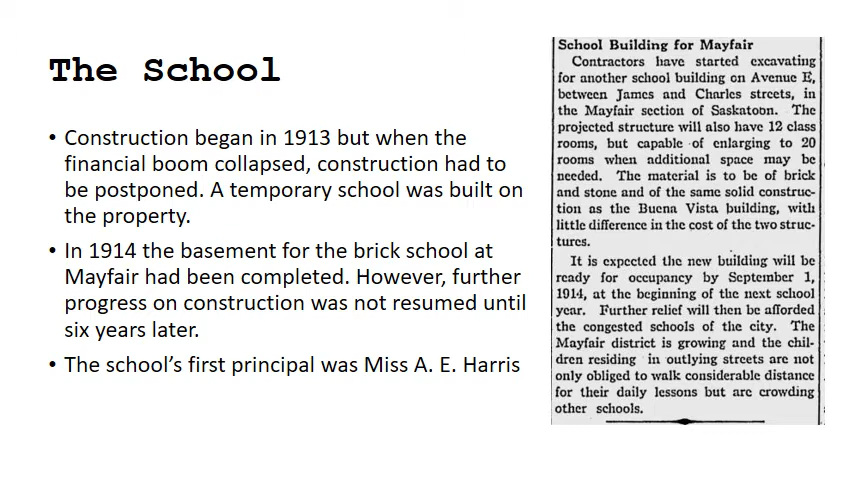 The School
• Construction began in 1913 but when the
financial boom collapsed, construction had to
be postponed. A temporary school was built on
the property.
• In 1914 the basement for the brick school at
Mayfair had been completed. However, further
progress on construction was not resumed until
six years later.
• The school’s first principal was Miss A. E. Harris
School Building for Mayfair
Contractors have started excavating
for another school building on Avenue E,
between James and Charles streets, in
the Mayfair section of Saskatoon. The
projected structure will also have 12 class
rooms, but capable of enlarging to 20
rooms when additional space may be
needed. The material is to be of brick
and stone and of the same solid construc-
tion as the Buena Vista building, with
little difference in the cost of the two struc-
tures.
It is expected the new building will be
ready for occupancy by September 1,
1914, at the beginning of the next school
year. Further relief will then be afforded
the congested schools of the city. The
Mayfair district is growing and the chil-
dren residing in outlying streets are not
only obliged to walk considerable distance
for their daily lessons but are crowding
other schools.